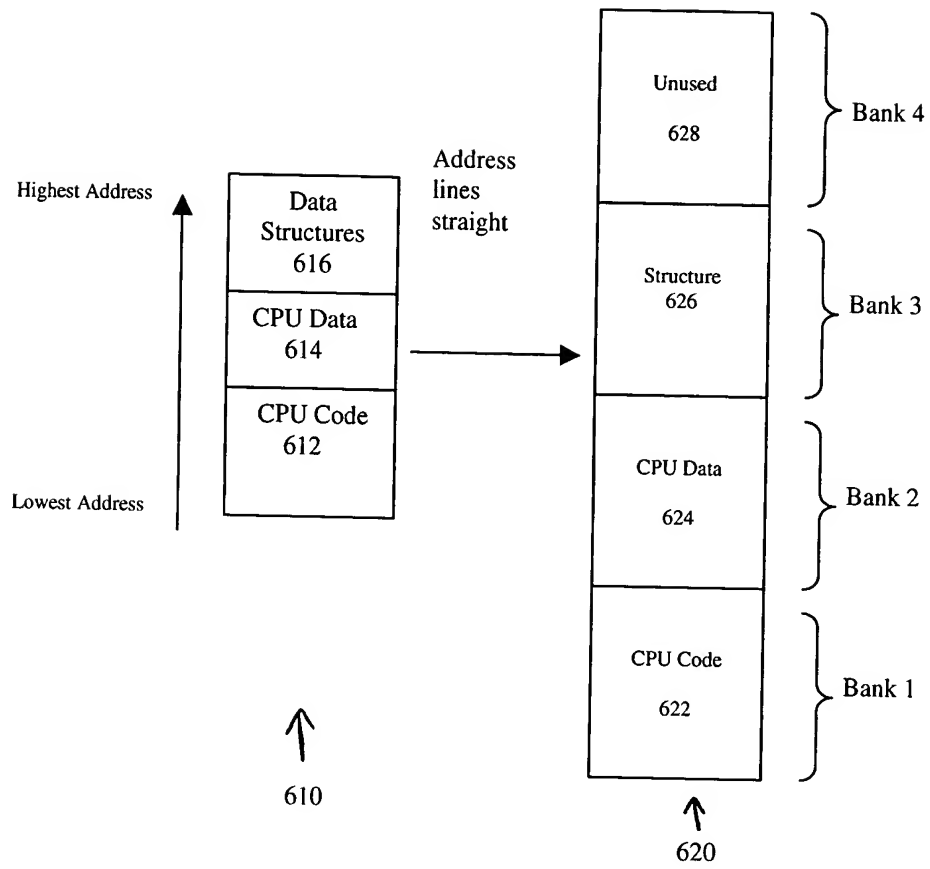 Highest Address
Lowest Address
Data
Structures
616
CPU Data
614
CPU Code
612
610
Address
lines
straight
Unused
628
Structure
626
CPU Data
624
CPU Code
622
620
Bank 4
Bank 3
Bank 2
Bank 1